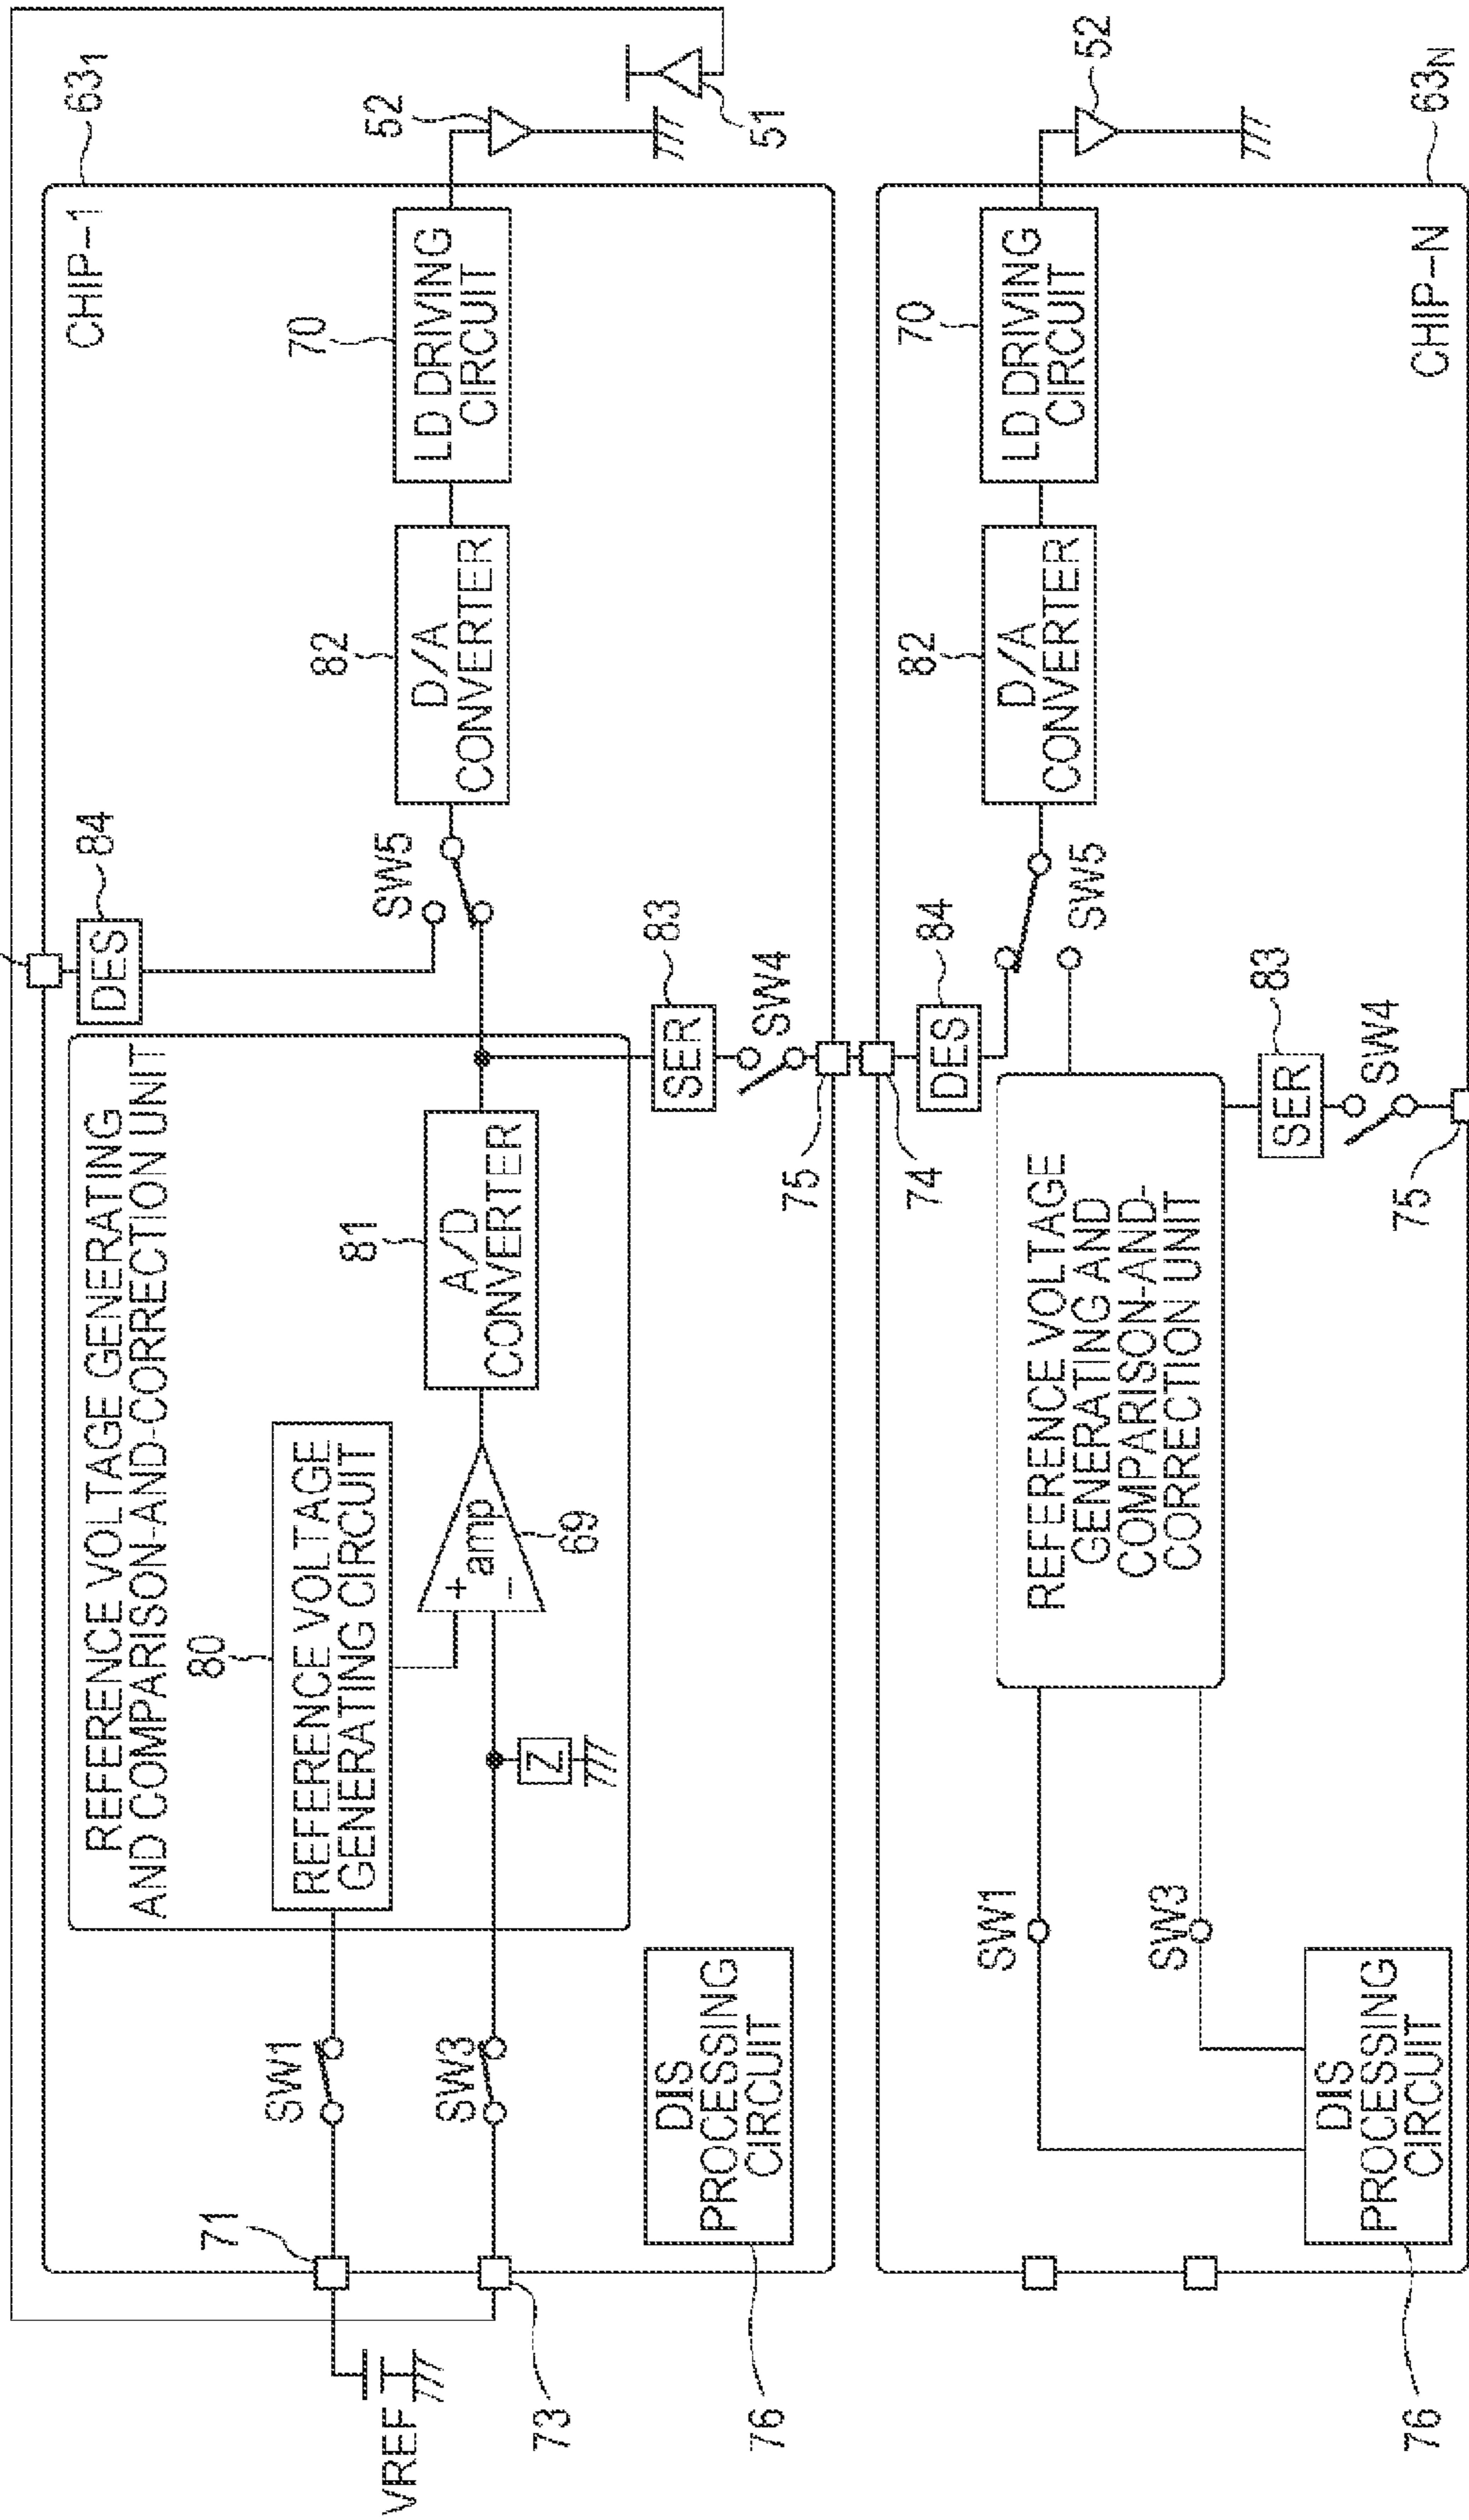 CHIP-1
63₁
REFERENCE VOLTAGE GENERATING
AND COMPARISON-AND-CORRECTION UNIT
DES
84
80
REFERENCE VOLTAGE
GENERATING CIRCUIT
SW1
71
VREF
+
amp
-
69
81
A/D
CONVERTER
SW5
82
D/A
CONVERTER
70
LD DRIVING
CIRCUIT
52
51
SW3
73
Z
DIS
PROCESSING
CIRCUIT
76
SER
83
SW4
75
74
DES
84
SW5
82
D/A
CONVERTER
70
LD DRIVING
CIRCUIT
52
SW1
SW3
REFERENCE VOLTAGE
GENERATING AND
COMPARISON-AND-
CORRECTION UNIT
SER
83
SW4
75
DIS
PROCESSING
CIRCUIT
76
CHIP-N
63N